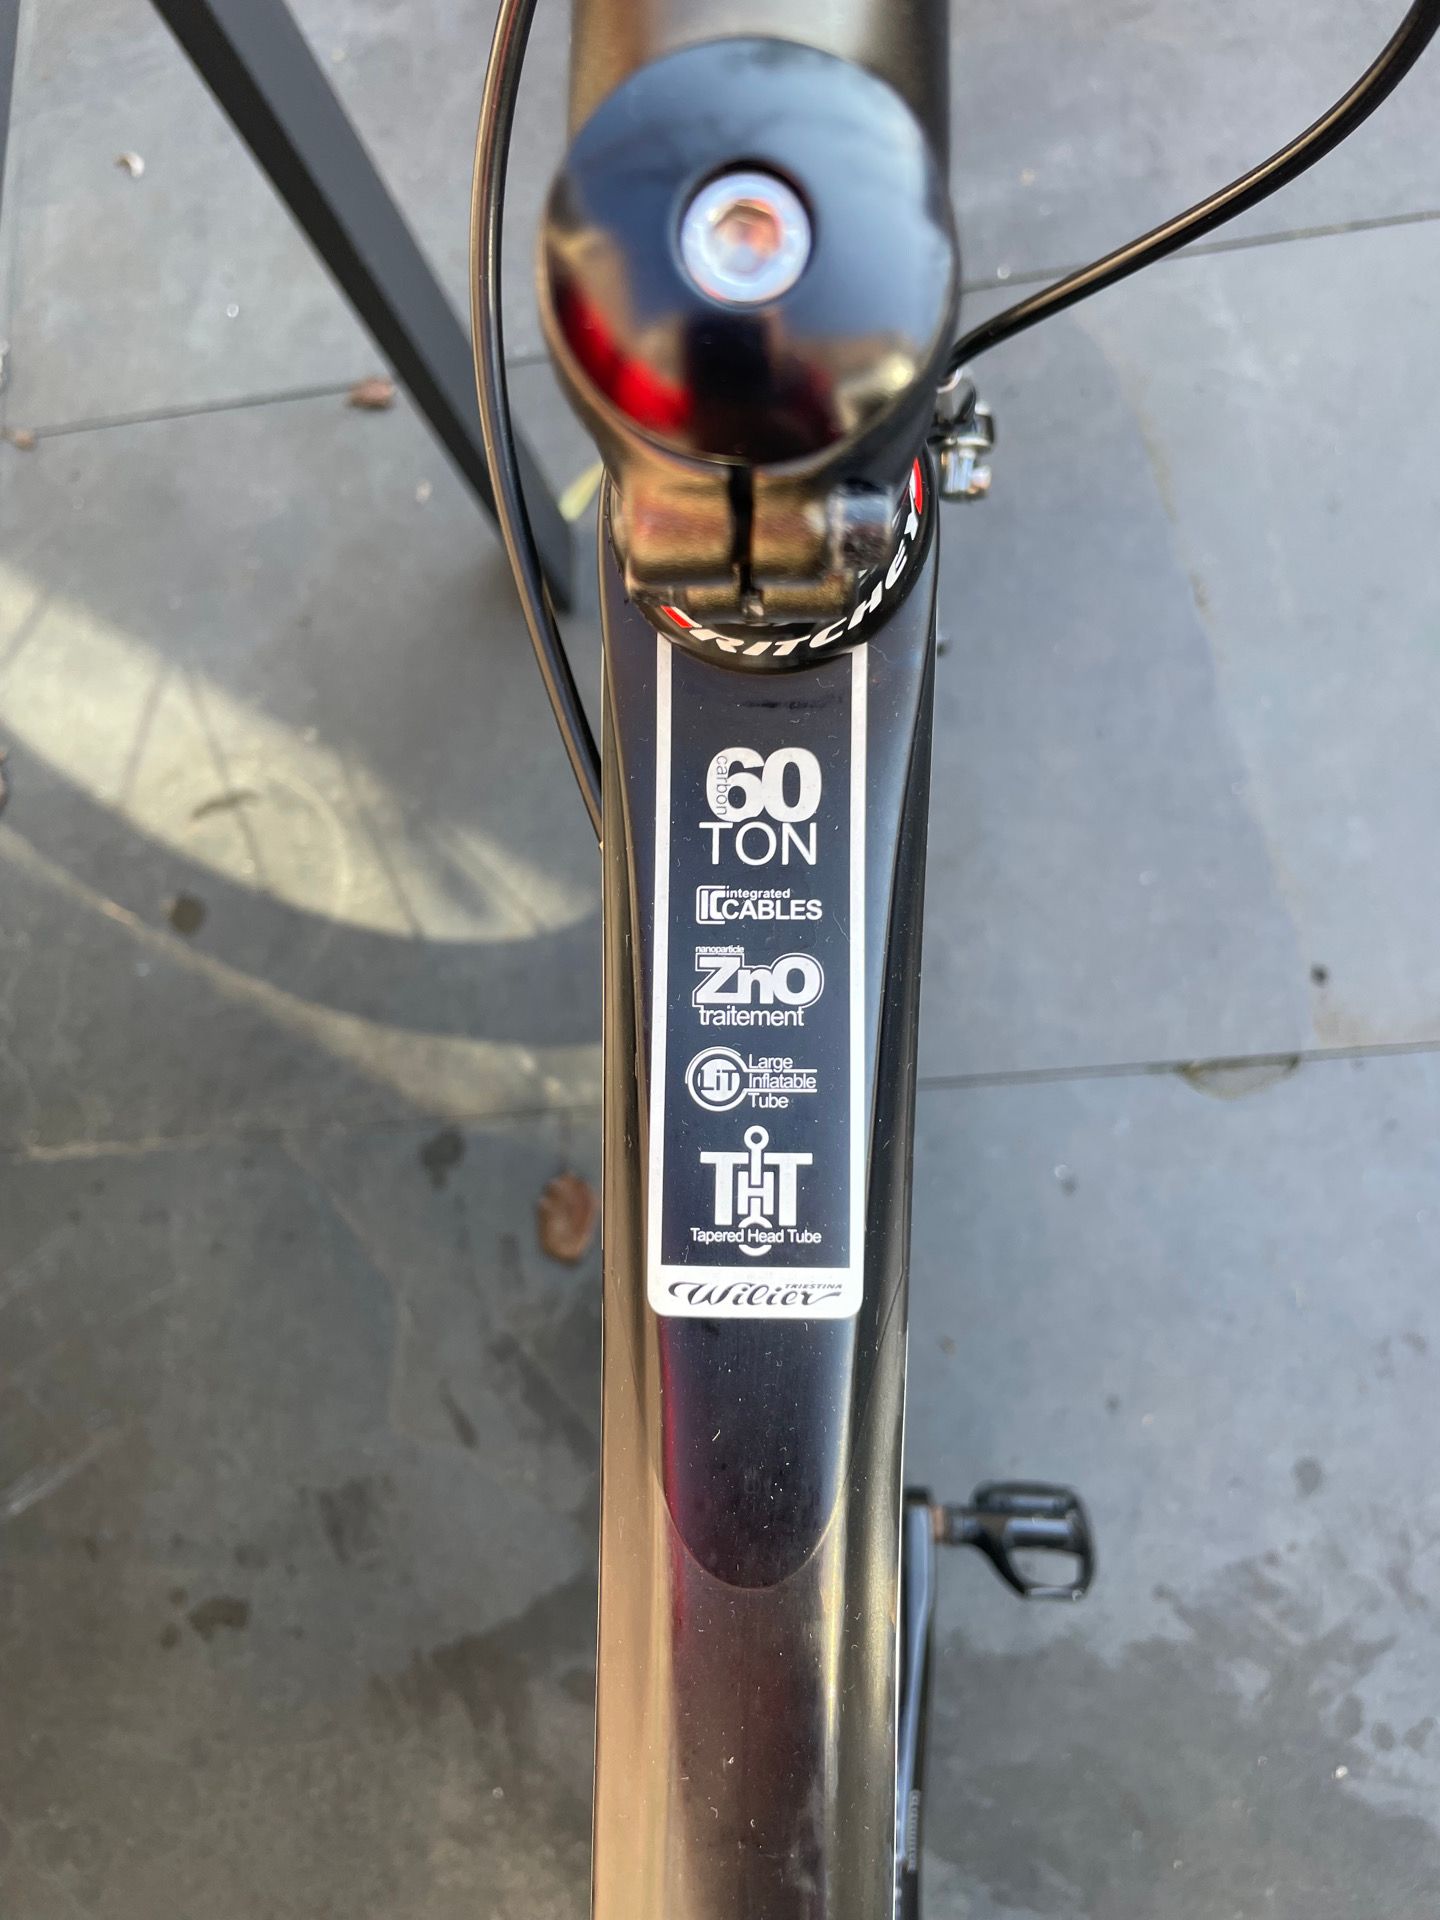 RITCHEY
60
carbon
TON
IC integrated
CABLES
nanoparticle
ZnO
traitement
LiT Large
Inflatable
Tube
THT
Tapered Head Tube
Wilier TRIESTINA